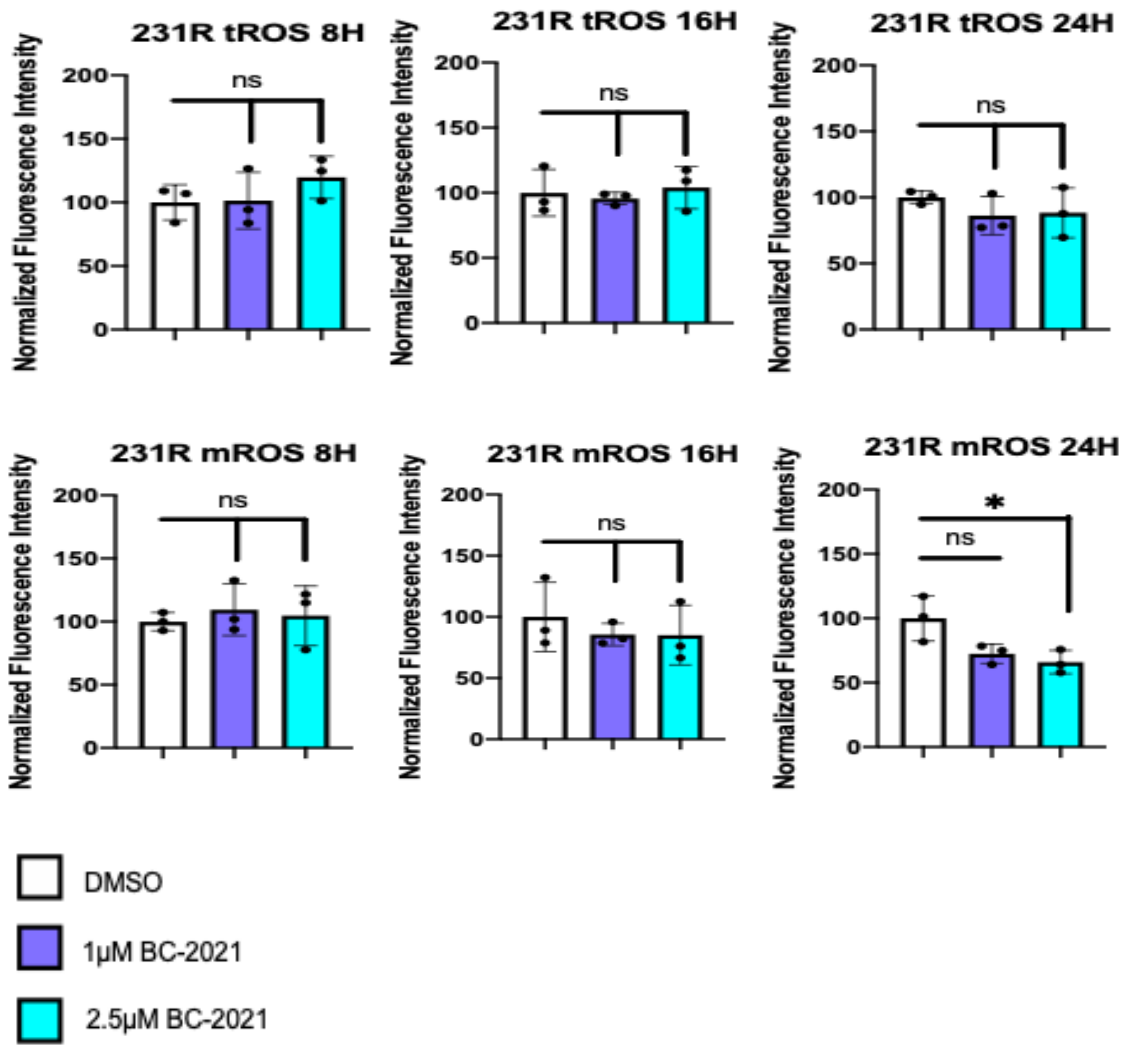 231R tROS 8H
Normalized Fluorescence Intensity
200
150
100
50
0
ns
231R tROS 16H
Normalized Fluorescence Intensity
200
150
100
50
0
ns
231R tROS 24H
Normalized Fluorescence Intensity
200
150
100
50
0
ns
231R mROS 8H
Normalized Fluorescence Intensity
200
150
100
50
0
ns
231R mROS 16H
Normalized Fluorescence Intensity
200
150
100
50
0
ns
231R mROS 24H
Normalized Fluorescence Intensity
200
150
100
50
0
*
ns
DMSO
1μM BC-2021
2.5μM BC-2021